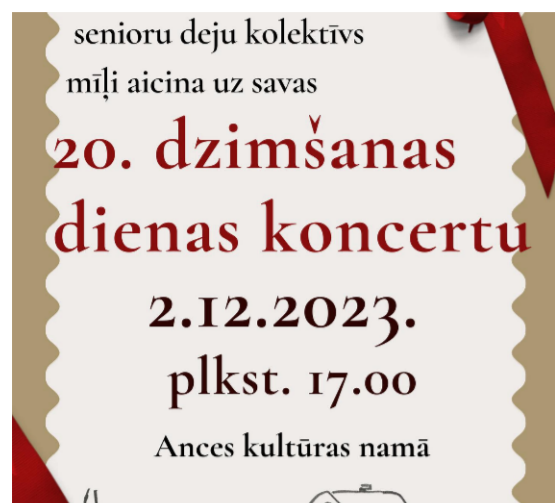 senioru deju kolektīvs
mīļi aicina uz savas
20. dzimšanas
dienas koncertu
2.12.2023.
plkst. 17.00
Ances kultūras namā